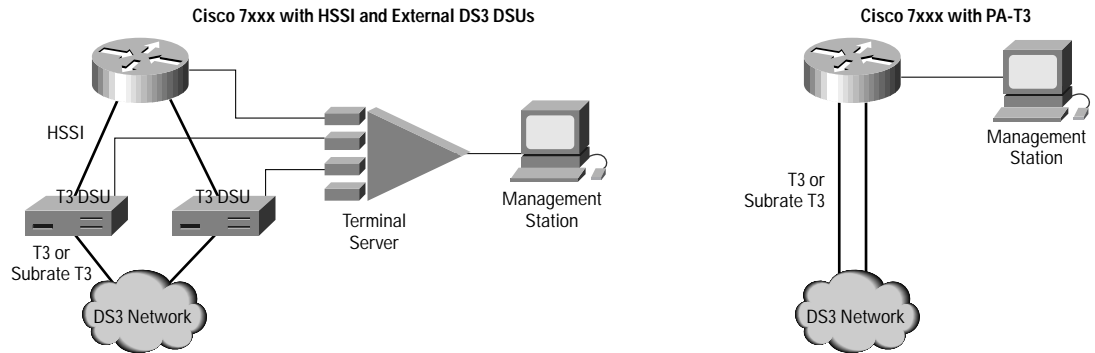 Cisco 7xxx with HSSI and External DS3 DSUs
HSSI
T3 DSU
T3 DSU
T3 or
Subrate T3
DS3 Network
Terminal
Server
Management
Station
Cisco 7xxx with PA-T3
Management
Station
T3 or
Subrate T3
DS3 Network